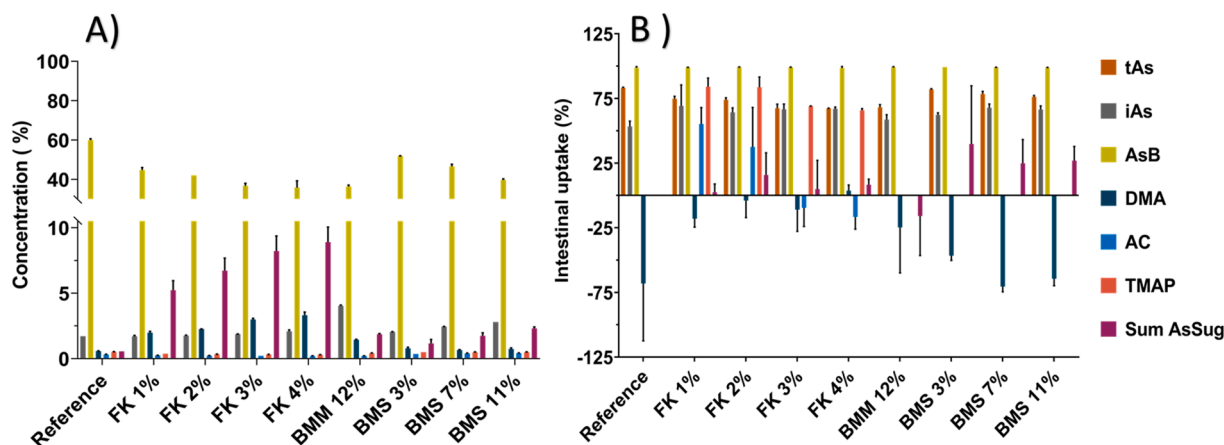 A)
Concentration ( %)
100
80
60
40
10
5
0
Reference
FK 1%
FK 2%
FK 3%
FK 4%
BMM 12%
BMS 3%
BMS 7%
BMS 11%
B )
Intestinal uptake (%)
125
75
25
-25
-75
-125
Reference
FK 1%
FK 2%
FK 3%
FK 4%
BMM 12%
BMS 3%
BMS 7%
BMS 11%
tAs
iAs
AsB
DMA
AC
TMAP
Sum AsSug